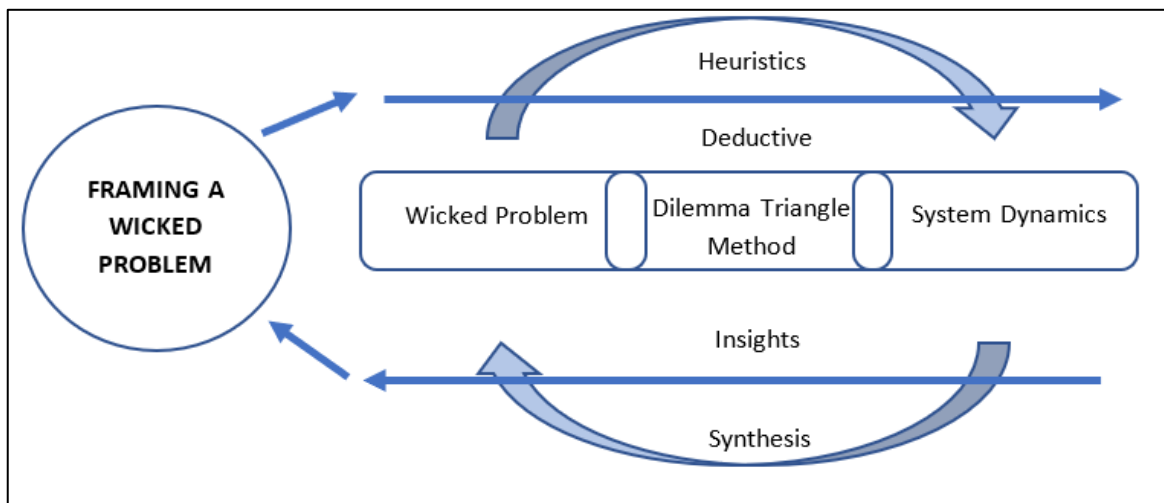 Heuristics
Deductive
FRAMING A
WICKED
PROBLEM
Wicked Problem
Dilemma Triangle
Method
System Dynamics
Insights
Synthesis